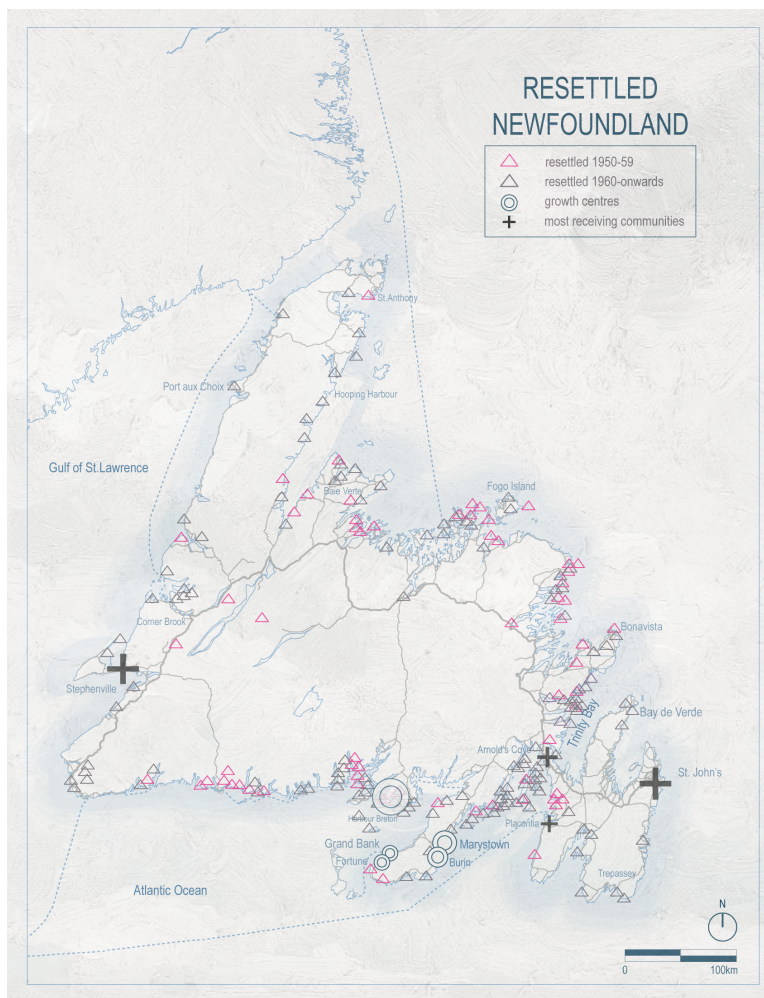 RESETTLED
NEWFOUNDLAND
resettled 1950-59
resettled 1960-onwards
growth centres
most receiving communities
St.Anthony
Port aux Choix
Hooping Harbour
Gulf of St.Lawrence
Baie Verte
Fogo Island
Corner Brook
Bonavista
Stephenville
Trinity Bay
Bay de Verde
Arnold's Cove
St. John's
Harbour Breton
Placentia
Grand Bank
Marystown
Fortune
Burin
Trepassey
Atlantic Ocean
N
0
100km